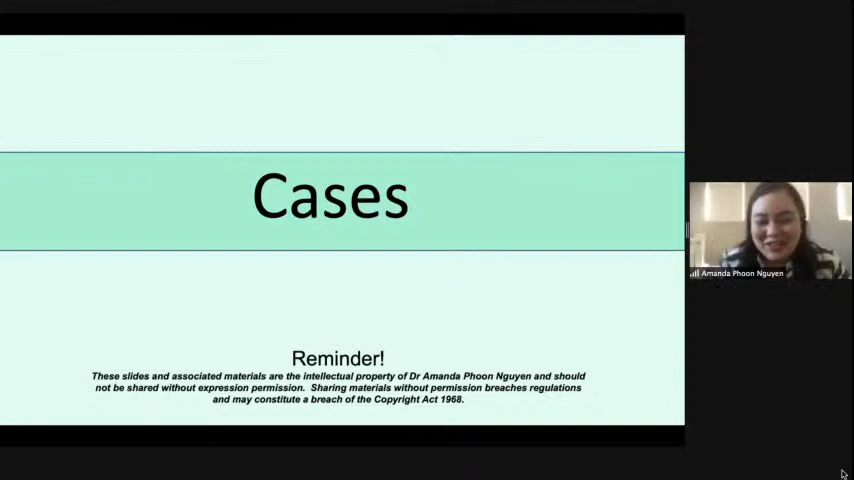 Cases
Reminder!
These slides and associated materials are the intellectual property of Dr Amanda Phoon Nguyen and should
not be shared without expression permission. Sharing materials without permission breaches regulations
and may constitute a breach of the Copyright Act 1968.
Amanda Phoon Nguyen